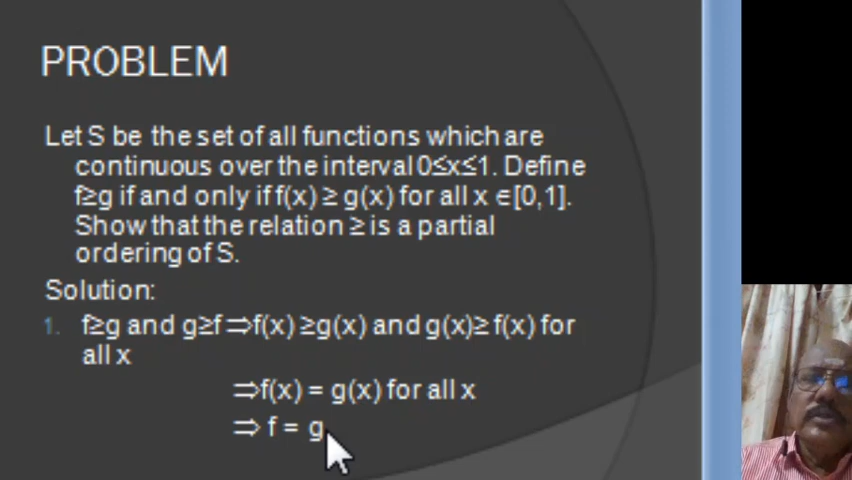 PROBLEM
Let S be the set of all functions which are
continuous over the interval 0≤x≤1. Define
f≥g if and only if f(x) ≥ g(x) for all x ∈[0,1].
Show that the relation ≥ is a partial
ordering of S.
Solution:
1. f≥g and g≥f ⇒f(x) ≥g(x) and g(x)≥ f(x) for
all x
⇒f(x) = g(x) for all x
⇒ f = g